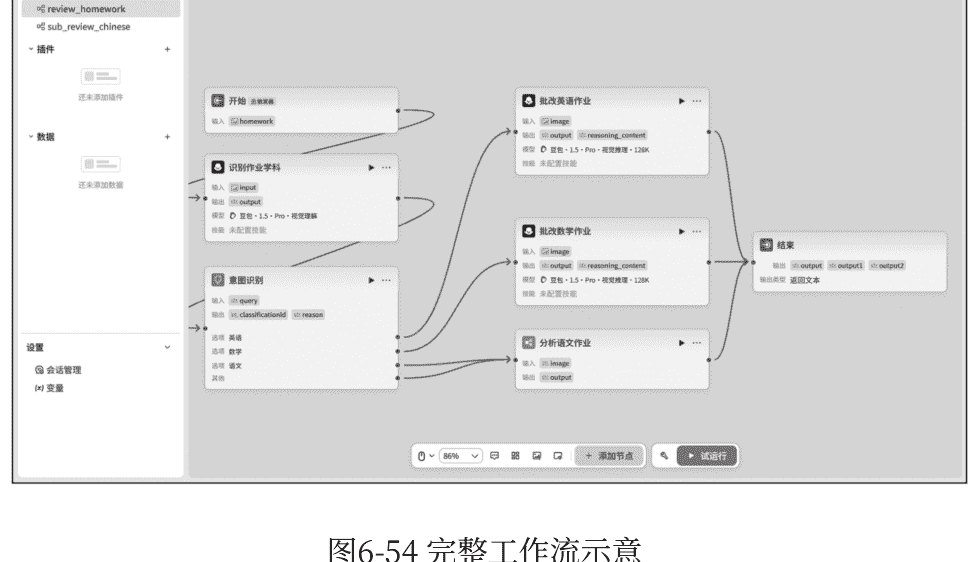 review_homework
sub_review_chinese
插件 +
还未添加插件
数据 +
还未添加数据
设置
会话管理
(x) 变量
开始
输入 homework
识别作业学科
输入 input
输出 output
模型 豆包·1.5·Pro·视觉理解
技能 未配置技能
意图识别
输入 query
输出 classificationId reason
选项 英语
选项 数学
选项 语文
其他
批改英语作业
输入 image
输出 output reasoning_content
模型 豆包·1.5·Pro·视觉推理·128K
技能 未配置技能
批改数学作业
输入 image
输出 output reasoning_content
模型 豆包·1.5·Pro·视觉推理·128K
技能 未配置技能
分析语文作业
输入 image
输出 output
结束
输出 output output1 output2
输出类型 返回文本
86%
+ 添加节点
试运行
图6-54 完整工作流示意